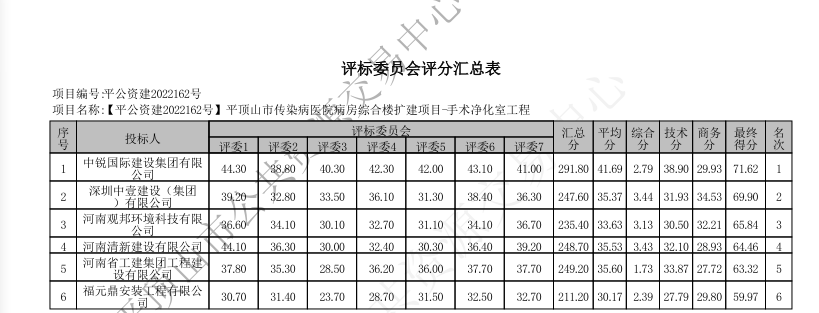 评标委员会评分汇总表
项目编号:平公资建2022162号
项目名称:【平公资建2022162号】平顶山市传染病医院病房综合楼扩建项目-手术净化室工程
序号 投标人 评标委员会 汇总分 平均分 综合分 技术分 商务分 最终得分 名次
评委1 评委2 评委3 评委4 评委5 评委6 评委7
1 中锐国际建设集团有限公司 44.30 38.80 40.30 42.30 42.00 43.10 41.00 291.80 41.69 2.79 38.90 29.93 71.62 1
2 深圳中壹建设（集团）有限公司 39.20 32.80 33.50 36.10 31.30 38.40 36.30 247.60 35.37 3.44 31.93 34.53 69.90 2
3 河南观邦环境科技有限公司 36.60 34.10 30.10 32.70 31.10 34.10 36.70 235.40 33.63 3.13 30.50 32.21 65.84 3
4 河南清新建设有限公司 44.10 36.30 30.00 32.40 30.30 36.40 39.20 248.70 35.53 3.43 32.10 28.93 64.46 4
5 河南省工建集团工程建设有限公司 37.80 35.30 28.50 36.20 36.00 37.70 37.70 249.20 35.60 1.73 33.87 27.72 63.32 5
6 福元鼎安装工程有限公司 30.70 31.40 23.70 28.70 31.50 32.50 32.70 211.20 30.17 2.39 27.79 29.80 59.97 6
平顶山市公共资源交易中心